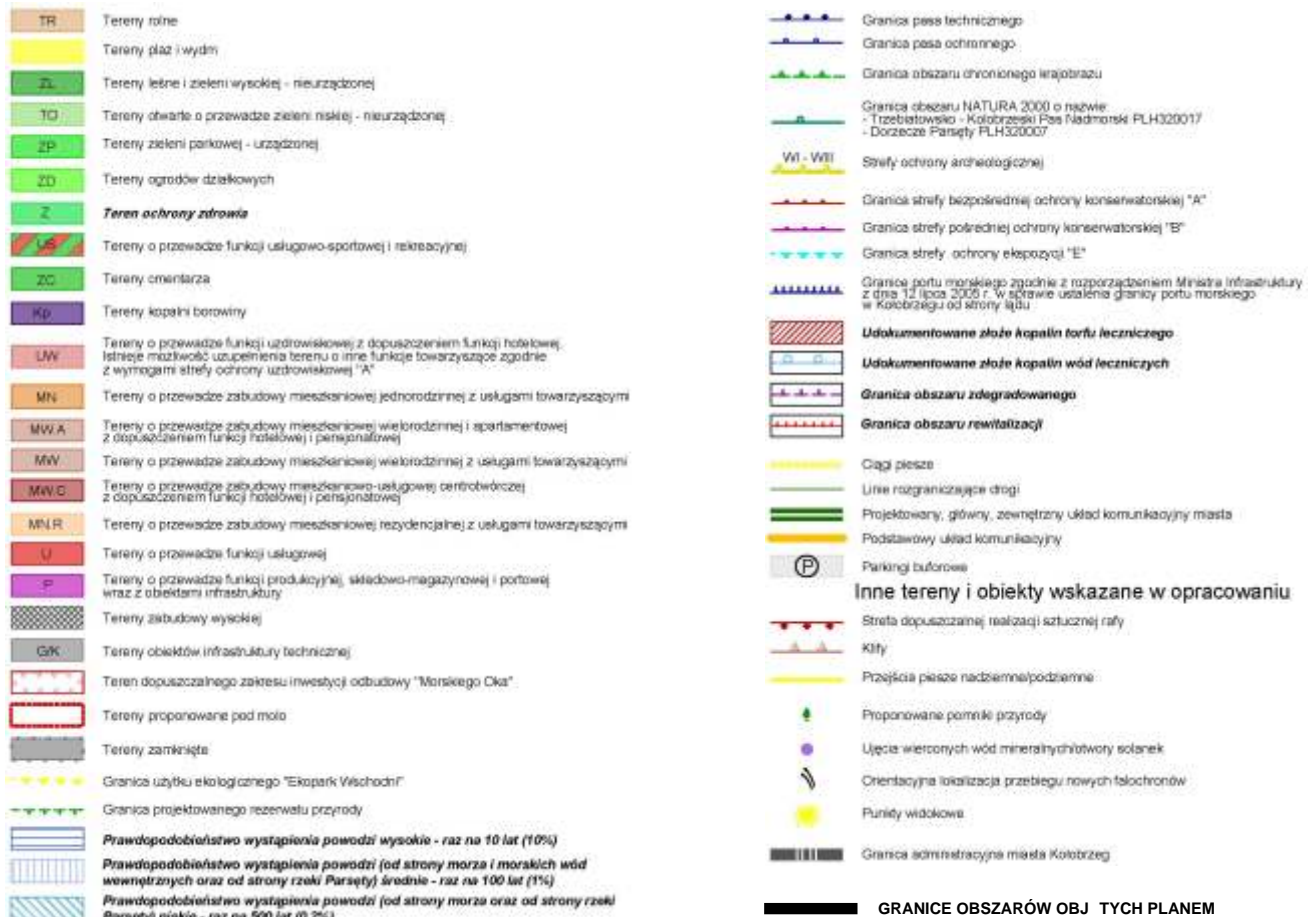 TR Tereny rolne
Tereny plaż i wydm
ZL Tereny leśne i zieleni wysokiej - nieurządzonej
TO Tereny otwarte o przewadze zieleni niskiej - nieurządzonej
ZP Tereny zieleni parkowej - urządzonej
ZD Tereny ogrodów działkowych
Z Teren ochrony zdrowia
US Tereny o przewadze funkcji usługowo-sportowej i rekreacyjnej
ZC Tereny cmentarza
Kp Tereny kopalni borowiny
UW Tereny o przewadze funkcji uzdrowiskowej z dopuszczeniem funkcji hotelowej.
Istnieje możliwość uzupełnienia terenu o inne funkcje towarzyszące zgodnie
z wymogami strefy ochrony uzdrowiskowej "A"
MN Tereny o przewadze zabudowy mieszkaniowej jednorodzinnej z usługami towarzyszącymi
MW.A Tereny o przewadze zabudowy mieszkaniowej wielorodzinnej i apartamentowej
z dopuszczeniem funkcji hotelowej i pensjonatowej
MW Tereny o przewadze zabudowy mieszkaniowej wielorodzinnej z usługami towarzyszącymi
MW.C Tereny o przewadze zabudowy mieszkaniowo-usługowej centrotwórczej
z dopuszczeniem funkcji hotelowej i pensjonatowej
MN.R Tereny o przewadze zabudowy mieszkaniowej rezydencjalnej z usługami towarzyszącymi
U Tereny o przewadze funkcji usługowej
P Tereny o przewadze funkcji produkcyjnej, składowo-magazynowej i portowej
wraz z obiektami infrastruktury
Tereny zabudowy wysokiej
G/K Tereny obiektów infrastruktury technicznej
Teren dopuszczalnego zakresu inwestycji odbudowy "Morskiego Oka"
Tereny proponowane pod molo
Tereny zamknięte
Granica użytku ekologicznego "Ekopark Wschodni"
Granica projektowanego rezerwatu przyrody
Prawdopodobieństwo wystąpienia powodzi wysokie - raz na 10 lat (10%)
Prawdopodobieństwo wystąpienia powodzi (od strony morza i morskich wód
wewnętrznych oraz od strony rzeki Parsęty) średnie - raz na 100 lat (1%)
Prawdopodobieństwo wystąpienia powodzi (od strony morza oraz od strony rzeki
Parsęty) niskie - raz na 500 lat (0,2%)
Granica pasa technicznego
Granica pasa ochronnego
Granica obszaru chronionego krajobrazu
Granica obszaru NATURA 2000 o nazwie:
- Trzebiatowsko - Kołobrzeski Pas Nadmorski PLH320017
- Dorzecze Parsęty PLH320007
WI - WIII Strefy ochrony archeologicznej
Granica strefy bezpośredniej ochrony konserwatorskiej "A"
Granica strefy pośredniej ochrony konserwatorskiej "B"
Granica strefy ochrony ekspozycji "E"
Granice portu morskiego zgodnie z rozporządzeniem Ministra Infrastruktury
z dnia 12 lipca 2005 r. w sprawie ustalenia granicy portu morskiego
w Kołobrzegu od strony lądu
Udokumentowane złoże kopalin torfu leczniczego
Udokumentowane złoże kopalin wód leczniczych
Granica obszaru zdegradowanego
Granica obszaru rewitalizacji
Ciągi piesze
Linie rozgraniczające drogi
Projektowany, główny, zewnętrzny układ komunikacyjny miasta
Podstawowy układ komunikacyjny
P Parkingi buforowe
Inne tereny i obiekty wskazane w opracowaniu
Strefa dopuszczalnej realizacji sztucznej rafy
Klify
Przejścia piesze nadziemne/podziemne
Proponowane pomniki przyrody
Ujęcia wierconych wód mineralnych/otwory solanek
Orientacyjna lokalizacja przebiegu nowych falochronów
Punkty widokowe
Granica administracyjna miasta Kołobrzeg
GRANICE OBSZARÓW OBJ TYCH PLANEM